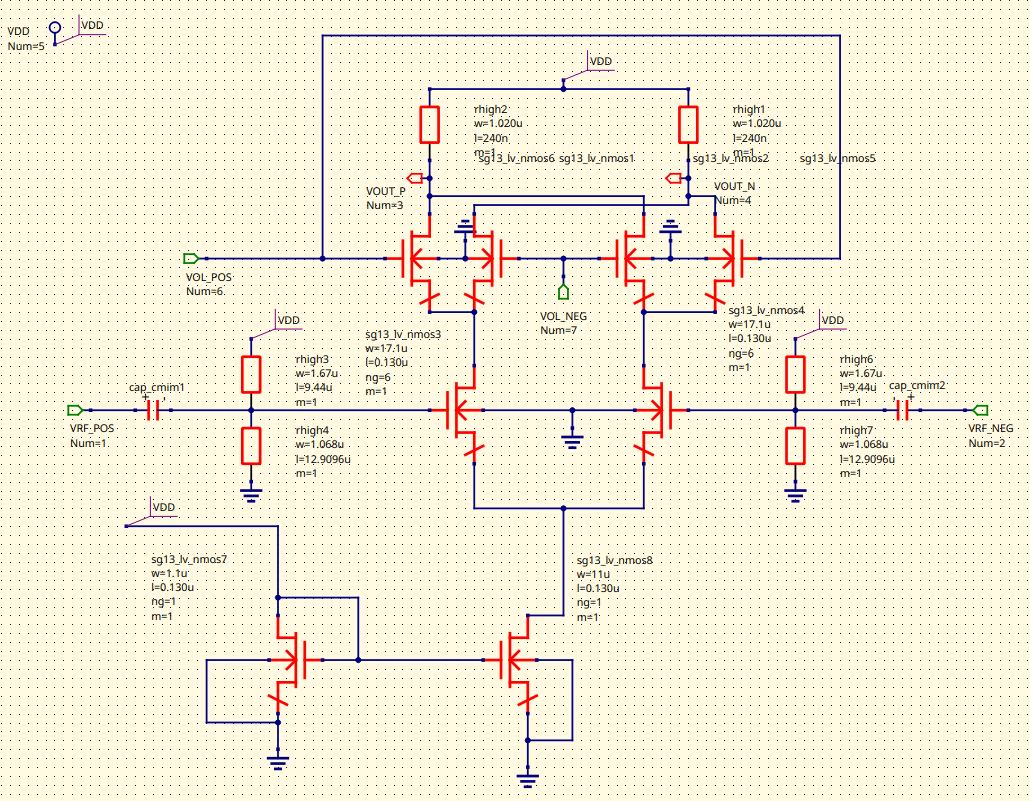 VDD
Num=5
VDD
VDD
rhigh2
w=1.020u
l=240n
m=1
rhigh1
w=1.020u
l=240n
m=1
sg13_lv_nmos6
sg13_lv_nmos1
sg13_lv_nmos2
sg13_lv_nmos5
VOUT_P
Num=3
VOUT_N
Num=4
VOL_POS
Num=6
VOL_NEG
Num=7
VDD
sg13_lv_nmos3
w=17.1u
l=0.130u
ng=6
m=1
sg13_lv_nmos4
w=17.1u
l=0.130u
ng=6
m=1
VDD
rhigh3
w=1.67u
l=9.44u
m=1
rhigh6
w=1.67u
l=9.44u
m=1
cap_cmim1
+
cap_cmim2
+
VRF_POS
Num=1
rhigh4
w=1.068u
l=12.9096u
m=1
rhigh7
w=1.068u
l=12.9096u
m=1
VRF_NEG
Num=2
VDD
sg13_lv_nmos7
w=1.1u
l=0.130u
ng=1
m=1
sg13_lv_nmos8
w=11u
l=0.130u
ng=1
m=1